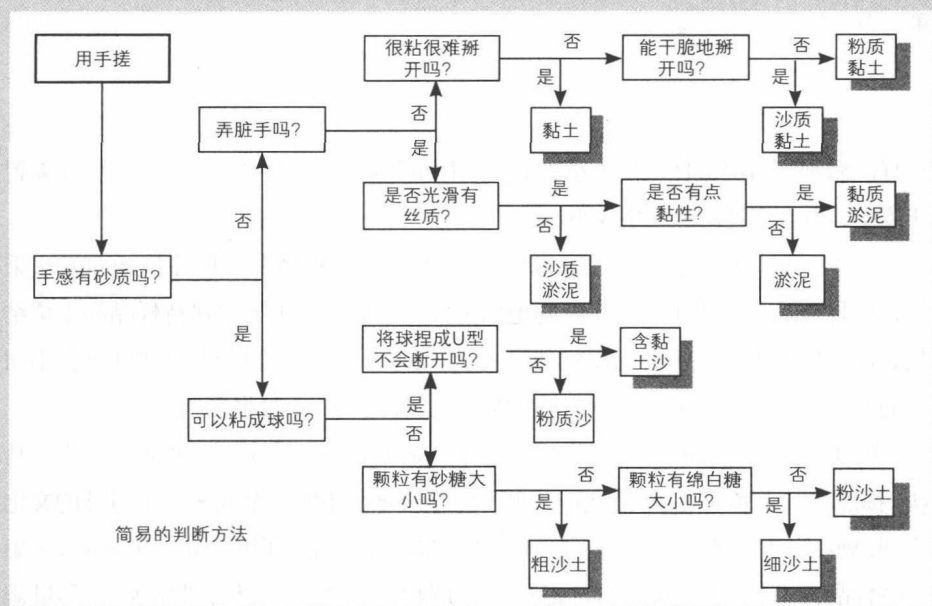 用手搓
很粘很难掰
开吗？
否
是
能干脆地掰
开吗？
否
是
粉质
黏土
黏土
沙质
黏土
弄脏手吗？
否
是
是否光滑有
丝质？
是
否
是否有点
黏性？
是
否
黏质
淤泥
沙质
淤泥
淤泥
手感有砂质吗？
否
是
将球捏成U型
不会断开吗？
是
否
含黏
土沙
粉质沙
可以粘成球吗？
是
否
颗粒有砂糖大
小吗？
否
是
颗粒有绵白糖
大小吗？
否
是
粉沙土
粗沙土
细沙土
简易的判断方法